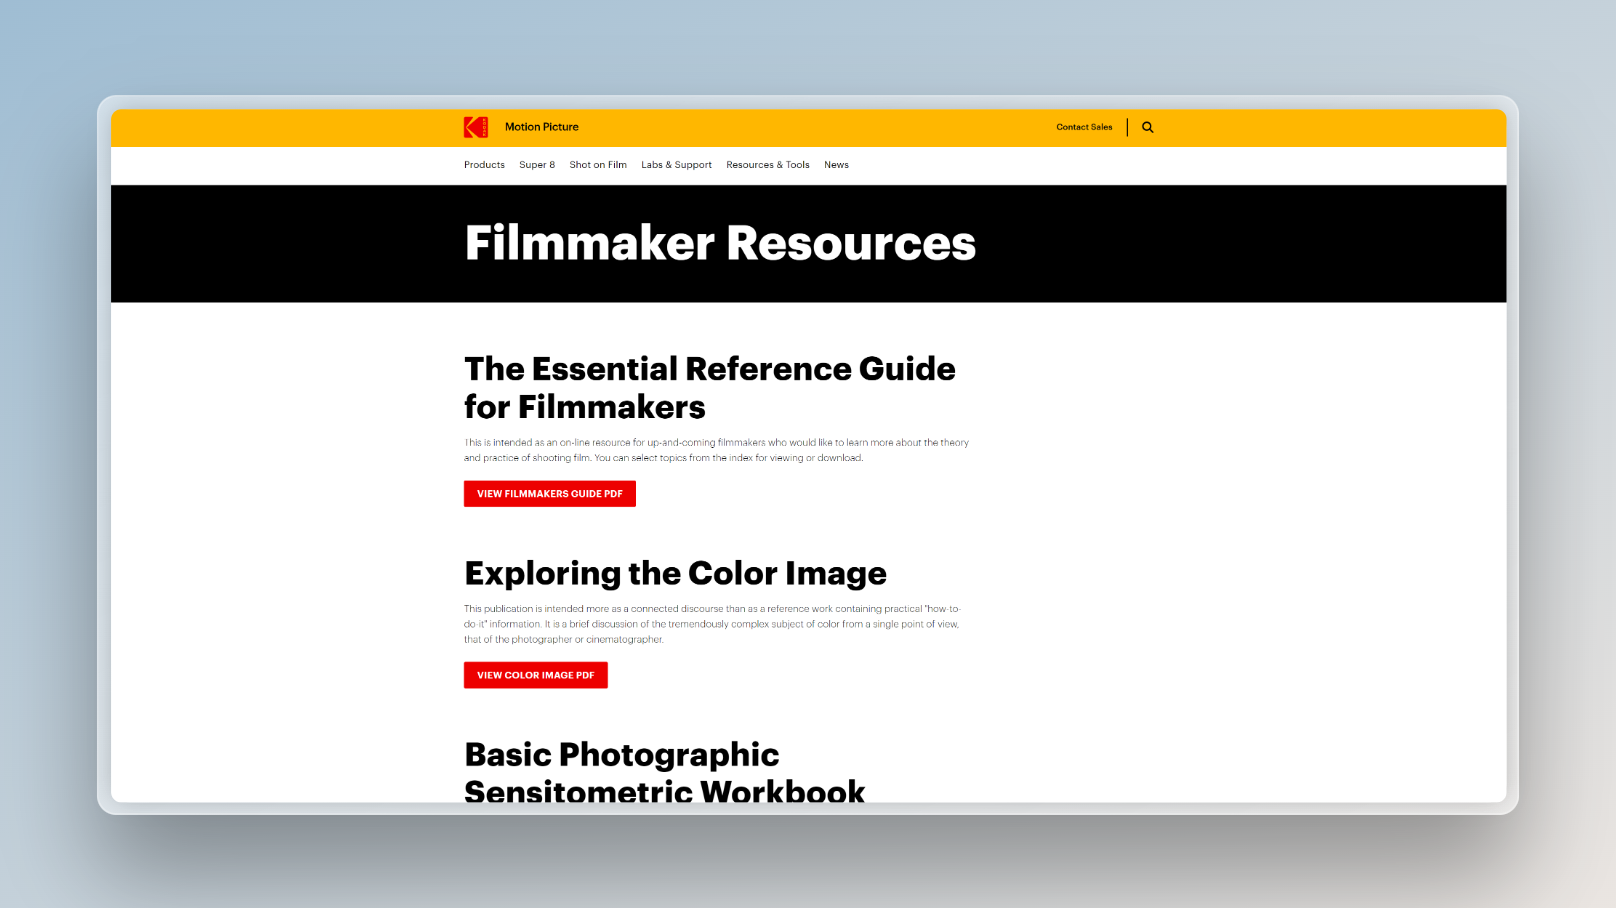 Motion Picture
Contact Sales
Products Super 8 Shot on Film Labs & Support Resources & Tools News
Filmmaker Resources
The Essential Reference Guide
for Filmmakers
This is intended as an on-line resource for up-and-coming filmmakers who would like to learn more about the theory
and practice of shooting film. You can select topics from the index for viewing or download.
VIEW FILMMAKERS GUIDE PDF
Exploring the Color Image
This publication is intended more as a connected discourse than as a reference work containing practical "how-to-
do-it" information. It is a brief discussion of the tremendously complex subject of color from a single point of view,
that of the photographer or cinematographer.
VIEW COLOR IMAGE PDF
Basic Photographic
Sensitometric Workbook